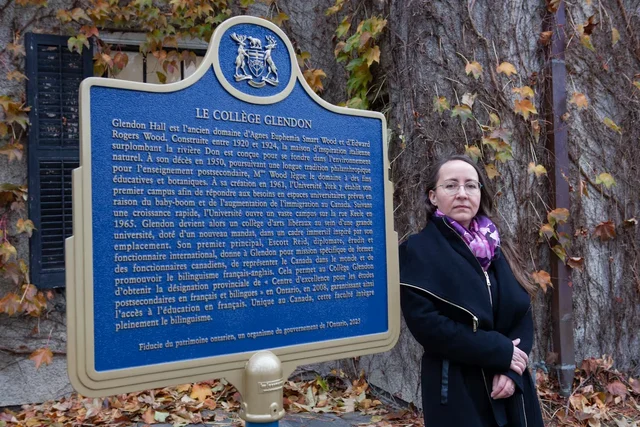 LE COLLÈGE GLENDON
Glendon Hall est l'ancien domaine d'Agnes Euphemia Smart Wood et d'Edward
Rogers Wood. Construite entre 1920 et 1924, la maison d'inspiration italienne
surplombant la rivière Don est conçue pour se fondre dans l'environnement
naturel. À son décès en 1950, poursuivant une longue tradition philanthropique
pour l'enseignement postsecondaire, Mme Wood lègue le domaine à des fins
éducatives et botaniques. À sa création en 1961, l'Université York y établit son
premier campus afin de répondre aux besoins en espaces universitaires prévus en
raison du baby-boom et de l'augmentation de l'immigration au Canada. Suivant
une croissance rapide, l'Université ouvre un vaste campus sur la rue Keele en
1965. Glendon devient alors un collège d'arts libéraux au sein d'une grande
université, doté d'un nouveau mandat, dans un cadre immersif inspiré par son
emplacement. Son premier principal, Escott Reid, diplomate, érudit et
fonctionnaire international, donne à Glendon pour mission spécifique de former
des fonctionnaires canadiens, de représenter le Canada dans le monde et de
promouvoir le bilinguisme français-anglais. Cela permet au Collège Glendon
d'obtenir la désignation provinciale de « Centre d'excellence pour les études
postsecondaires en français et bilingues » en Ontario, en 2008, garantissant ainsi
l'accès à l'éducation en français. Unique au Canada, cette faculté intègre
pleinement le bilinguisme.
Fiducie du patrimoine ontarien, un organisme du gouvernement de l'Ontario, 2023